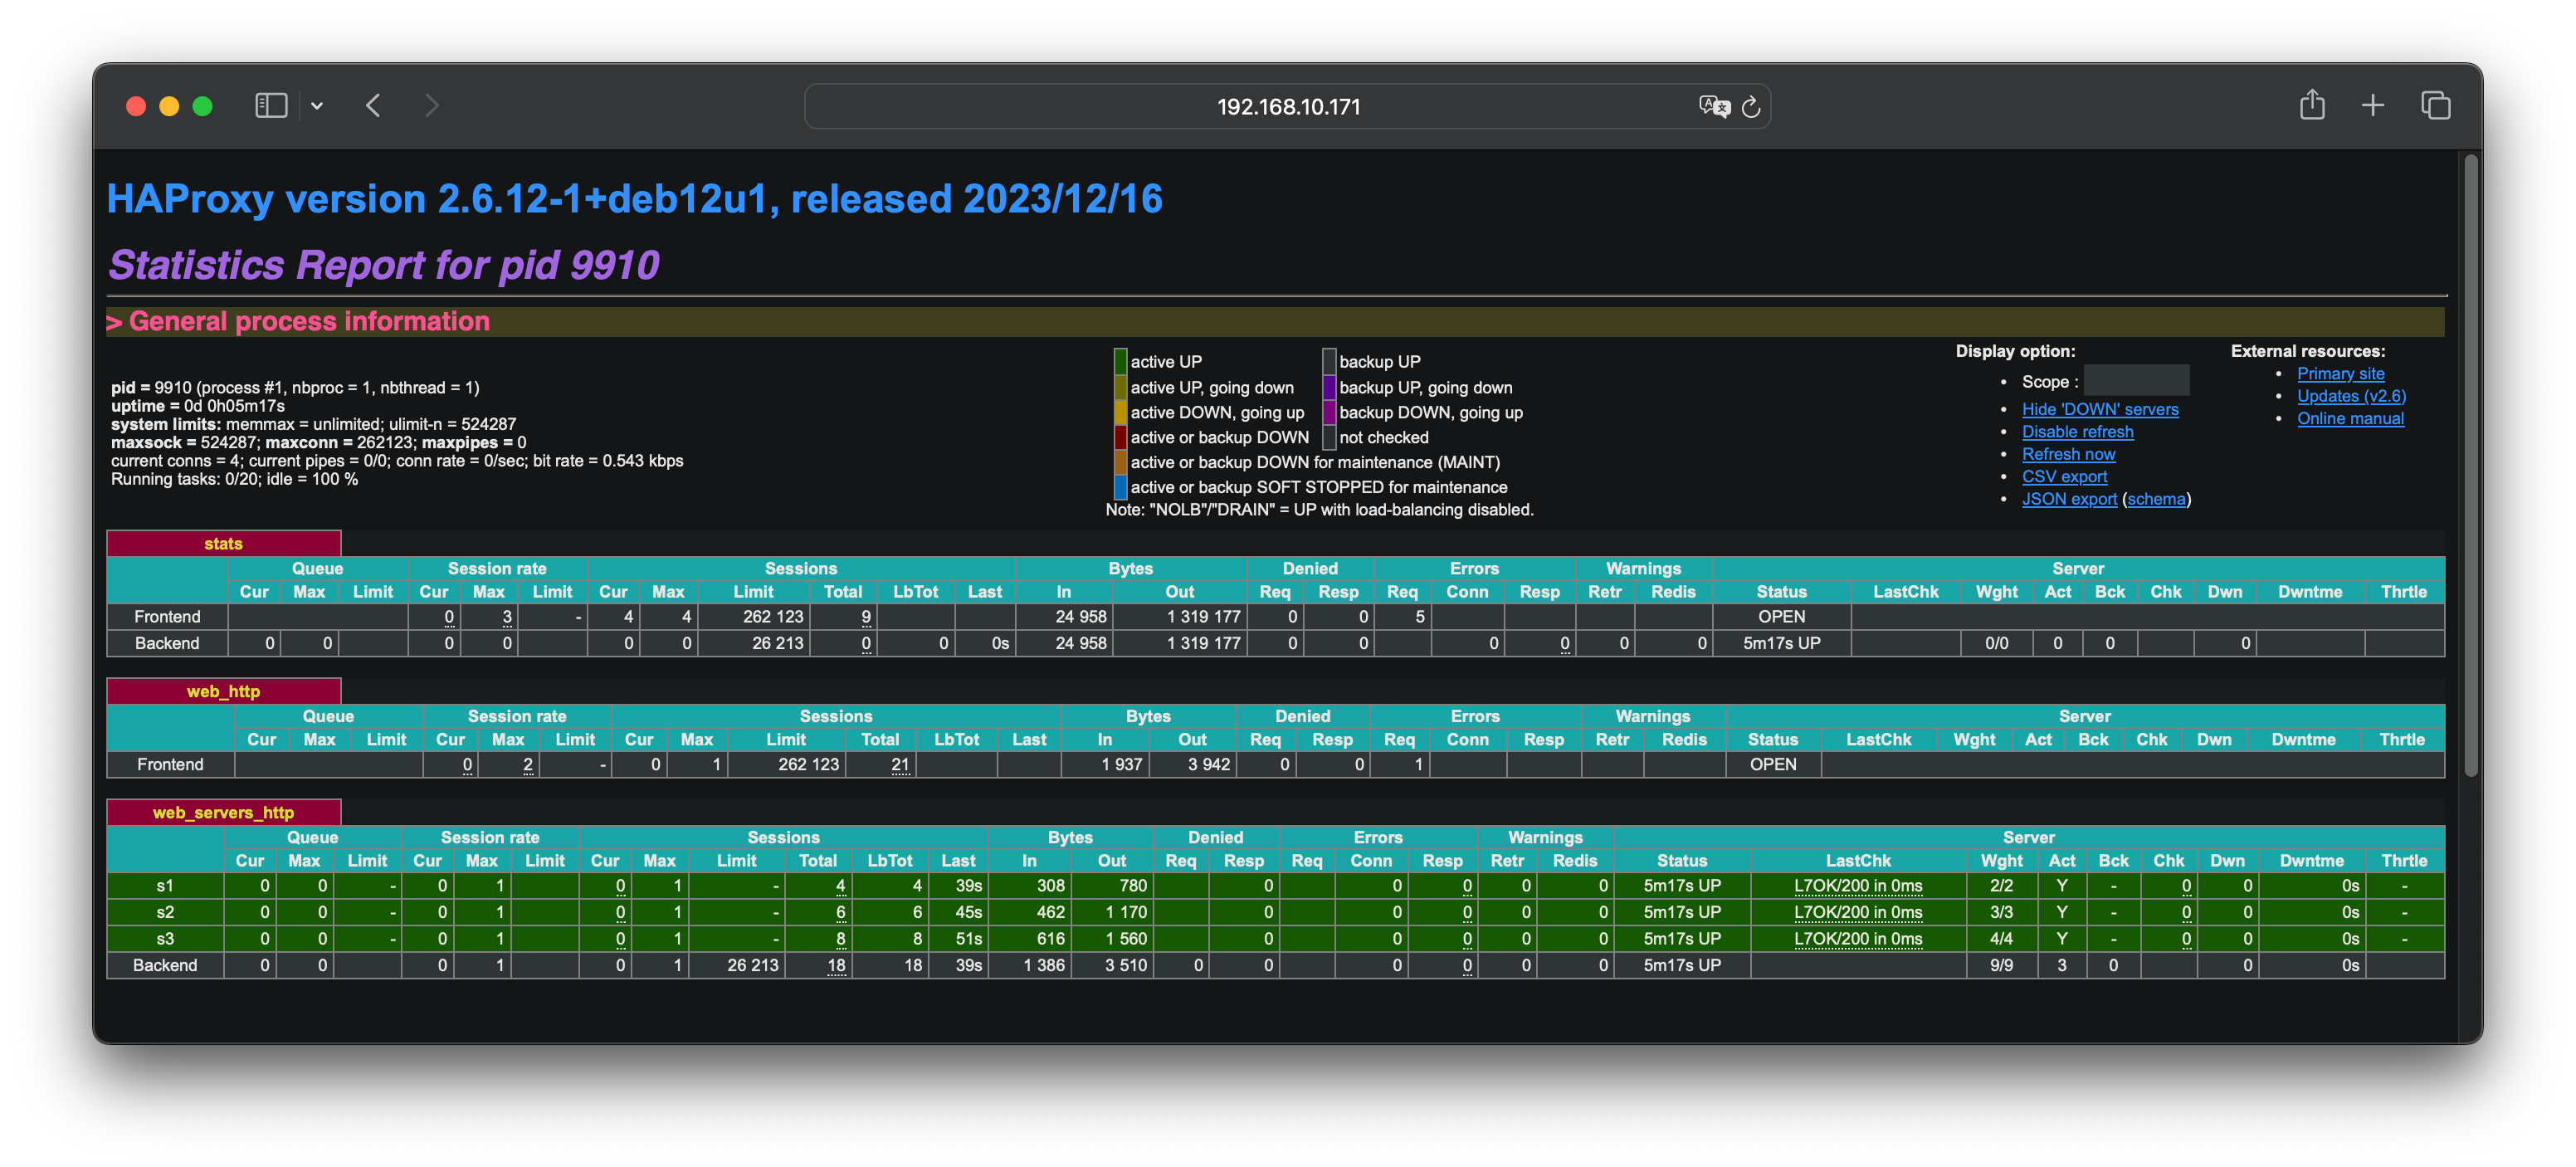 192.168.10.171
HAProxy version 2.6.12-1+deb12u1, released 2023/12/16
Statistics Report for pid 9910
> General process information
pid = 9910 (process #1, nbproc = 1, nbthread = 1)
uptime = 0d 0h05m17s
system limits: memmax = unlimited; ulimit-n = 524287
maxsock = 524287; maxconn = 262123; maxpipes = 0
current conns = 4; current pipes = 0/0; conn rate = 0/sec; bit rate = 0.543 kbps
Running tasks: 0/20; idle = 100 %
active UP backup UP
active UP, going down backup UP, going down
active DOWN, going up backup DOWN, going up
active or backup DOWN not checked
active or backup DOWN for maintenance (MAINT)
active or backup SOFT STOPPED for maintenance
Note: "NOLB"/"DRAIN" = UP with load-balancing disabled.
Display option:
• Scope :
• Hide 'DOWN' servers
• Disable refresh
• Refresh now
• CSV export
• JSON export (schema)
External resources:
• Primary site
• Updates (v2.6)
• Online manual
stats
Queue Session rate Sessions Bytes Denied Errors Warnings Server
Cur Max Limit Cur Max Limit Cur Max Limit Total LbTot Last In Out Req Resp Req Conn Resp Retr Redis Status LastChk Wght Act Bck Chk Dwn Dwntme Thrtle
Frontend 0 3 - 4 4 262 123 9 24 958 1 319 177 0 0 5 OPEN
Backend 0 0 0 0 0 0 26 213 0 0 0s 24 958 1 319 177 0 0 0 0 0 0 5m17s UP 0/0 0 0 0
web_http
Queue Session rate Sessions Bytes Denied Errors Warnings Server
Cur Max Limit Cur Max Limit Cur Max Limit Total LbTot Last In Out Req Resp Req Conn Resp Retr Redis Status LastChk Wght Act Bck Chk Dwn Dwntme Thrtle
Frontend 0 2 - 0 1 262 123 21 1 937 3 942 0 0 1 OPEN
web_servers_http
Queue Session rate Sessions Bytes Denied Errors Warnings Server
Cur Max Limit Cur Max Limit Cur Max Limit Total LbTot Last In Out Req Resp Req Conn Resp Retr Redis Status LastChk Wght Act Bck Chk Dwn Dwntme Thrtle
s1 0 0 - 0 1 0 1 - 4 4 39s 308 780 0 0 0 0 0 5m17s UP L7OK/200 in 0ms 2/2 Y - 0 0 0s -
s2 0 0 - 0 1 0 1 - 6 6 45s 462 1 170 0 0 0 0 0 5m17s UP L7OK/200 in 0ms 3/3 Y - 0 0 0s -
s3 0 0 - 0 1 0 1 - 8 8 51s 616 1 560 0 0 0 0 0 5m17s UP L7OK/200 in 0ms 4/4 Y - 0 0 0s -
Backend 0 0 0 1 0 1 26 213 18 18 39s 1 386 3 510 0 0 0 0 0 0 5m17s UP 9/9 3 0 0 0s